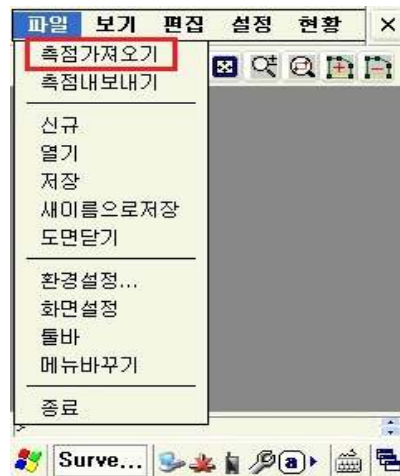 파일 보기 편집 설정 현황
측점가져오기
측점내보내기
신규
열기
저장
새이름으로저장
도면닫기
환경설정...
화면설정
툴바
메뉴바꾸기
종료
Surve...